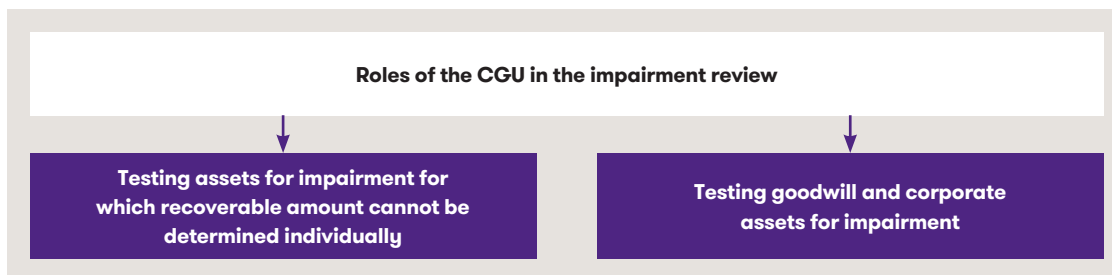 Roles of the CGU in the impairment review
Testing assets for impairment for
which recoverable amount cannot be
determined individually
Testing goodwill and corporate
assets for impairment